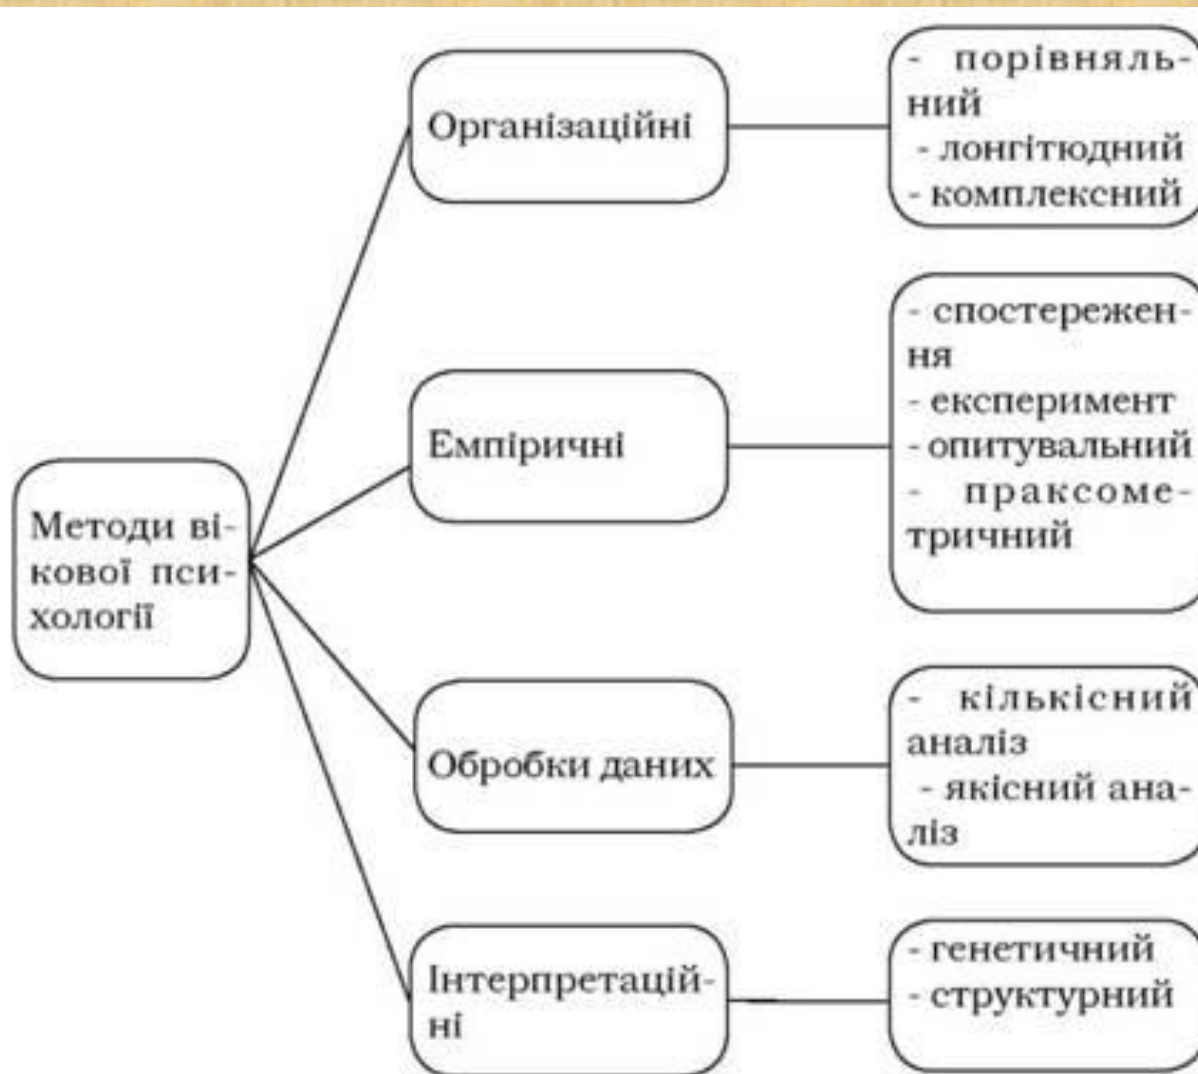 Методи ві-
кової пси-
хології
Організаційні
- порівняль-
ний
- лонгітюдний
- комплексний
Емпіричні
- спостережен-
ня
- експеримент
- опитувальний
- праксоме-
тричний
Обробки даних
- кількісний
аналіз
- якісний ана-
ліз
Інтерпретацій-
ні
- генетичний
- структурний